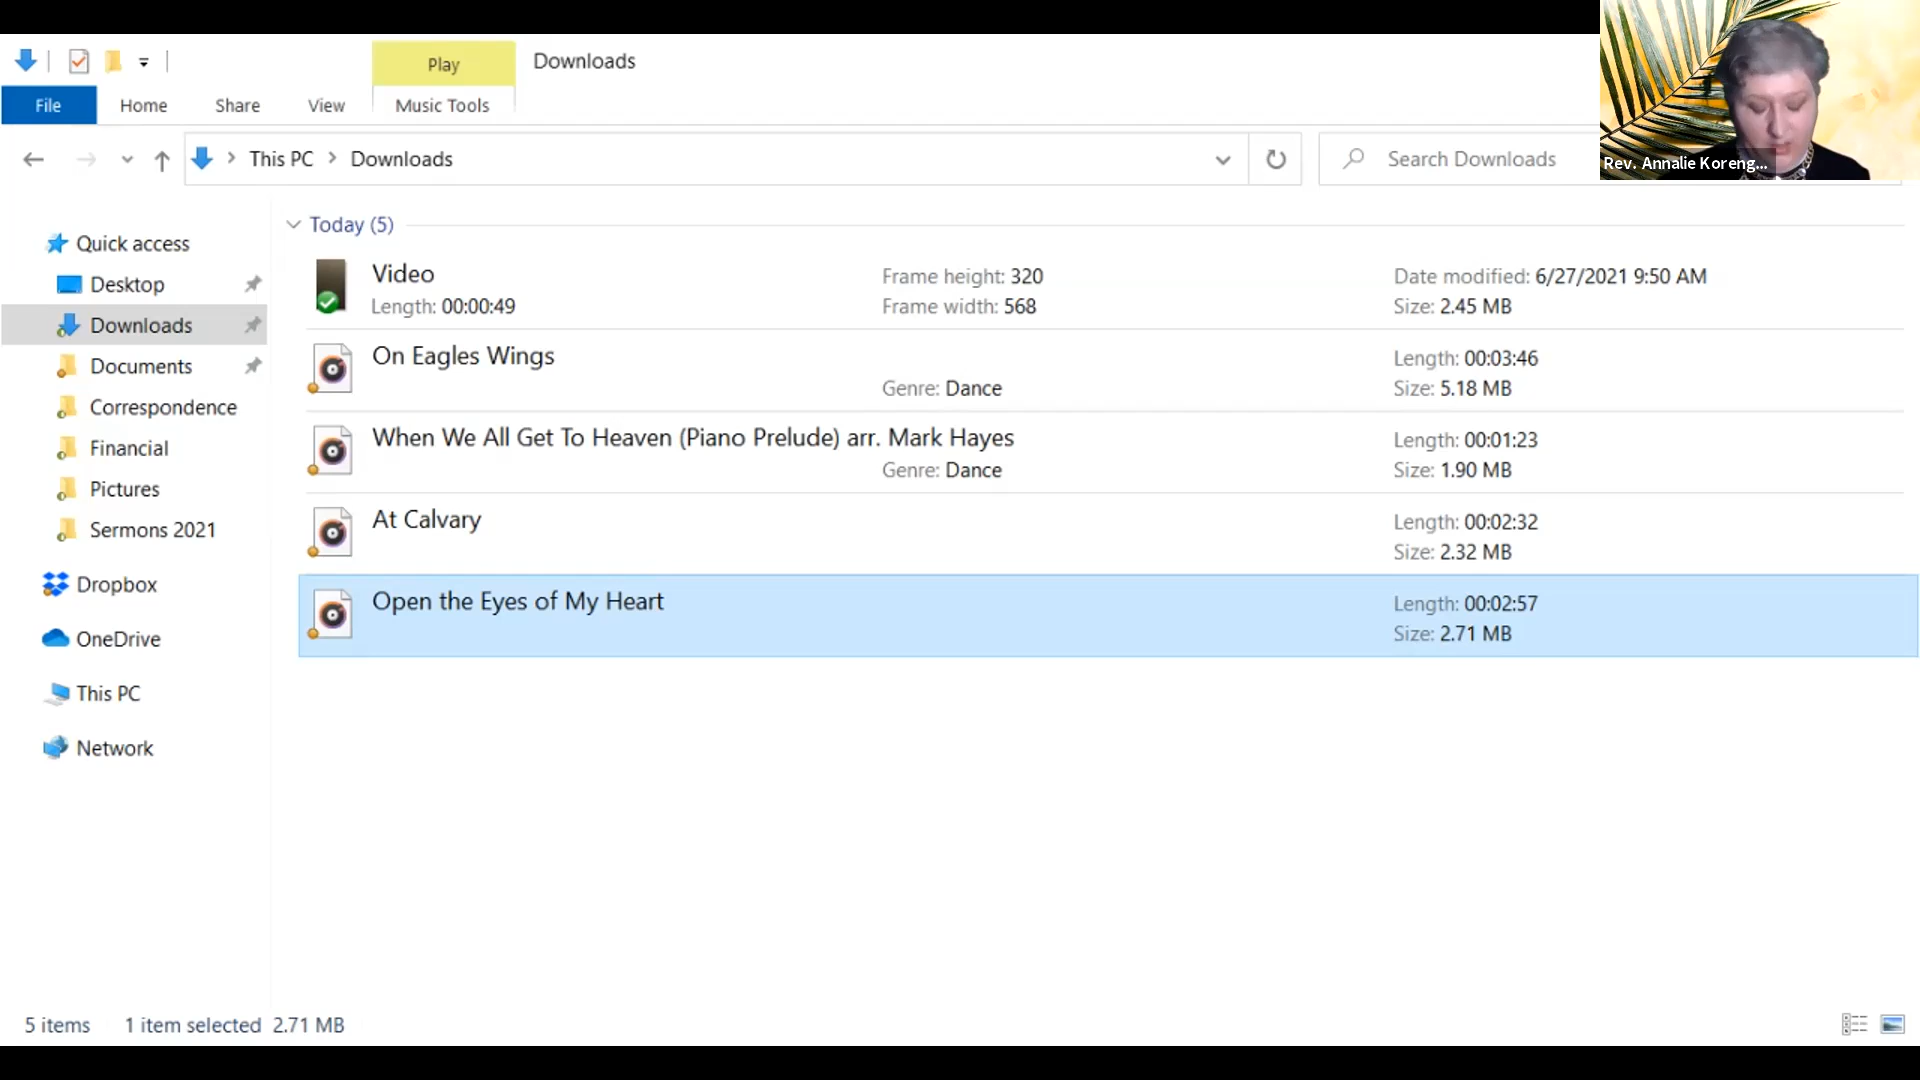 Play
Downloads
File
Home
Share
View
Music Tools
This PC
Downloads
Search Downloads
Rev. Annalie Koreng...
Quick access
Desktop
Downloads
Documents
Correspondence
Financial
Pictures
Sermons 2021
Dropbox
OneDrive
This PC
Network
Today (5)
Video
Length: 00:00:49
Frame height: 320
Frame width: 568
Date modified: 6/27/2021 9:50 AM
Size: 2.45 MB
On Eagles Wings
Genre: Dance
Length: 00:03:46
Size: 5.18 MB
When We All Get To Heaven (Piano Prelude) arr. Mark Hayes
Genre: Dance
Length: 00:01:23
Size: 1.90 MB
At Calvary
Length: 00:02:32
Size: 2.32 MB
Open the Eyes of My Heart
Length: 00:02:57
Size: 2.71 MB
5 items
1 item selected 2.71 MB